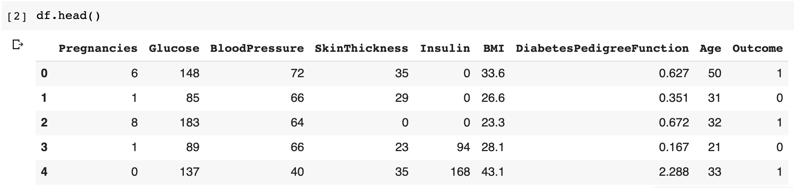 [2] df.head()
Pregnancies Glucose BloodPressure SkinThickness Insulin BMI DiabetesPedigreeFunction Age Outcome
0 6 148 72 35 0 33.6 0.627 50 1
1 1 85 66 29 0 26.6 0.351 31 0
2 8 183 64 0 0 23.3 0.672 32 1
3 1 89 66 23 94 28.1 0.167 21 0
4 0 137 40 35 168 43.1 2.288 33 1